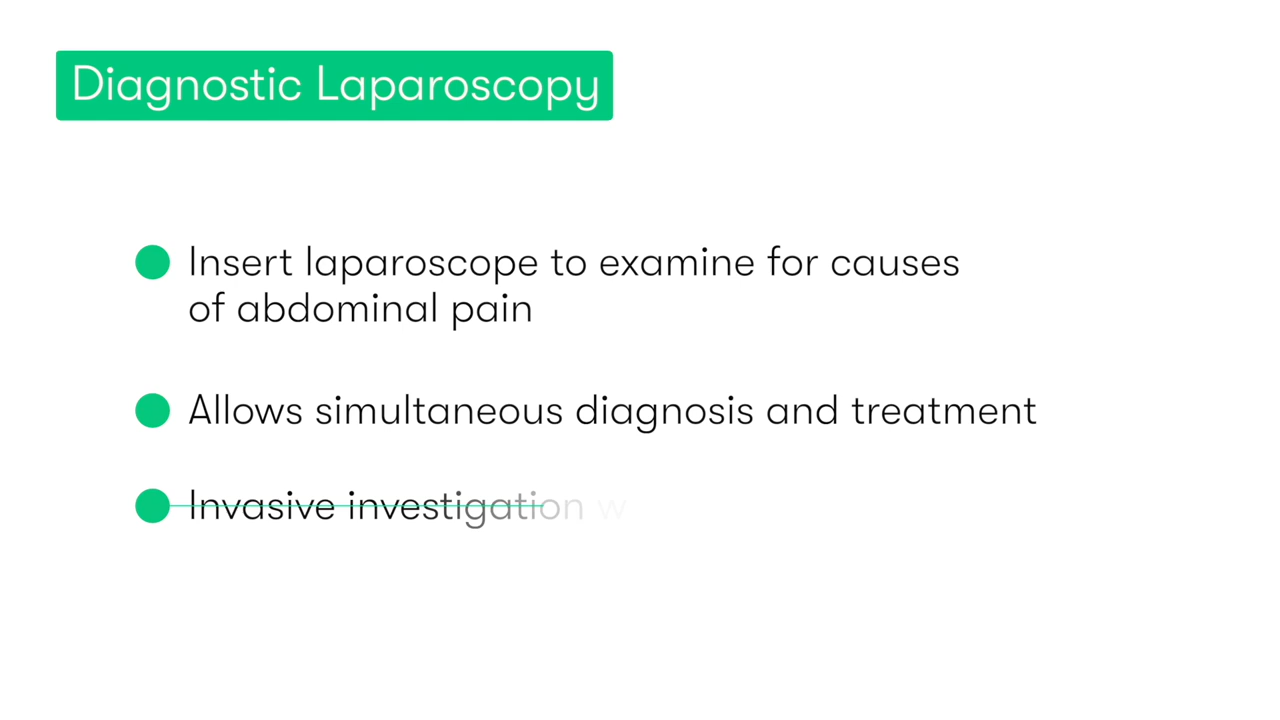 Diagnostic Laparoscopy
Insert laparoscope to examine for causes
of abdominal pain
Allows simultaneous diagnosis and treatment
Invasive investigation w